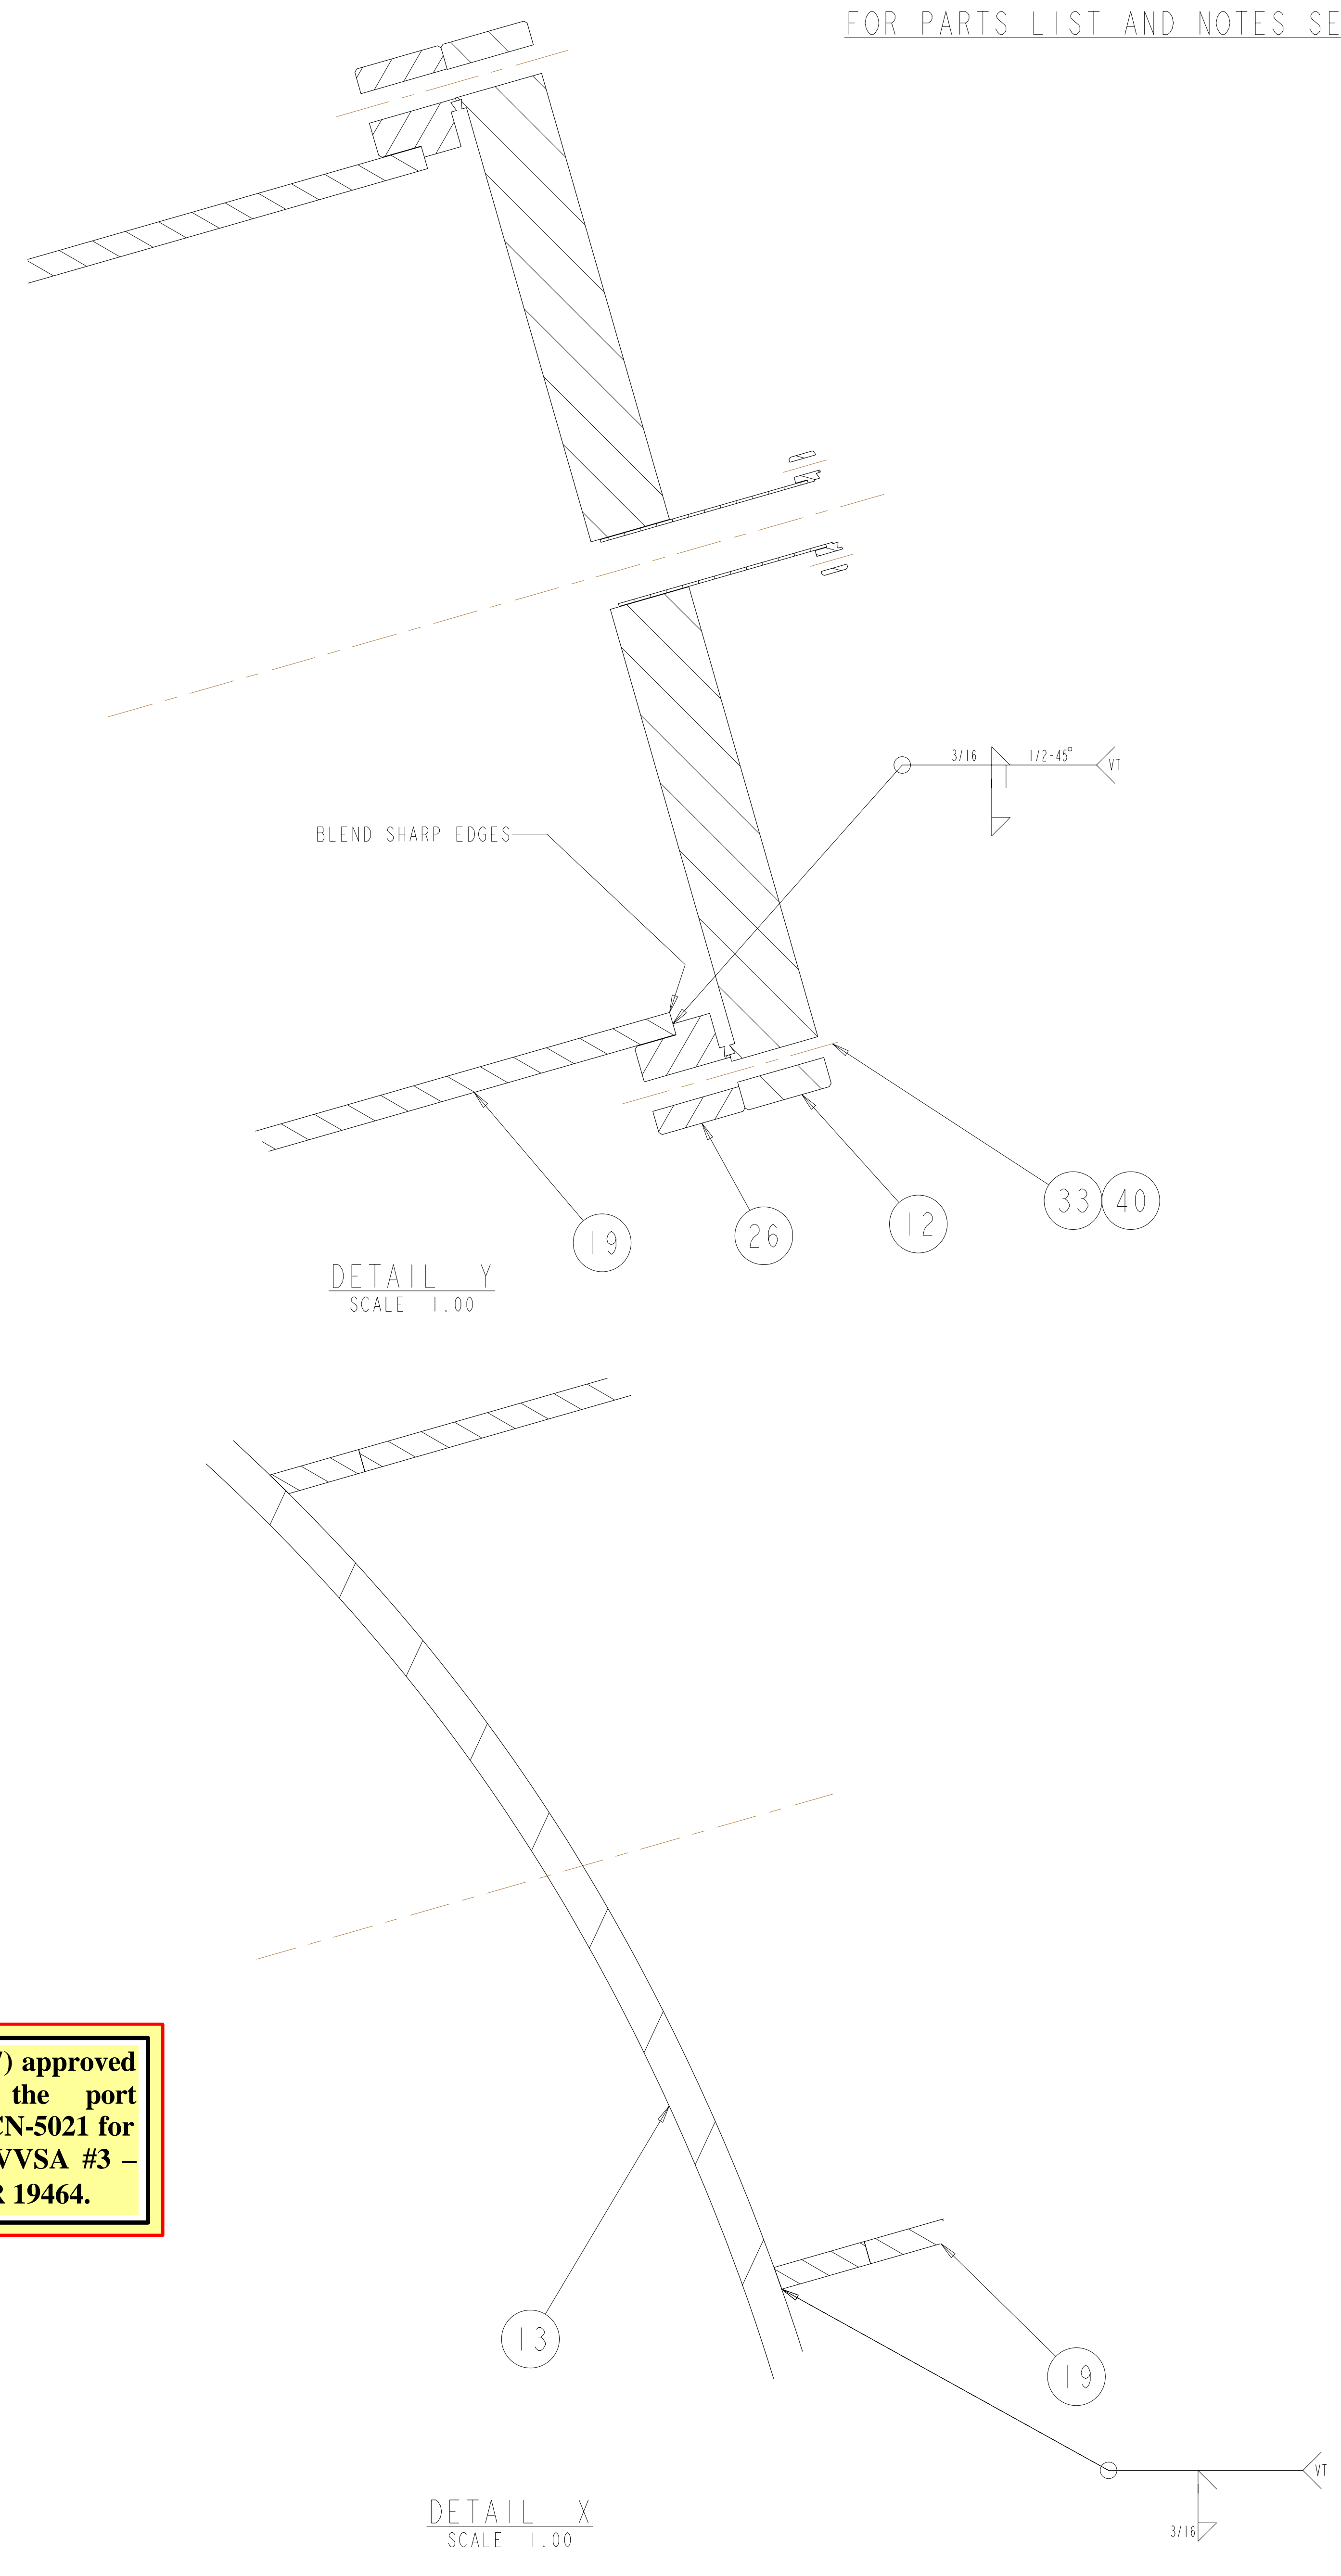 FOR PARTS LIST AND NOTES SE
3/16
1/2-45°
VT
BLEND SHARP EDGES
33
40
12
26
19
DETAIL Y
SCALE 1.00
) approved
the port
CN-5021 for
VVSA #3 –
R 19464.
13
19
VT
3/16
DETAIL X
SCALE 1.00